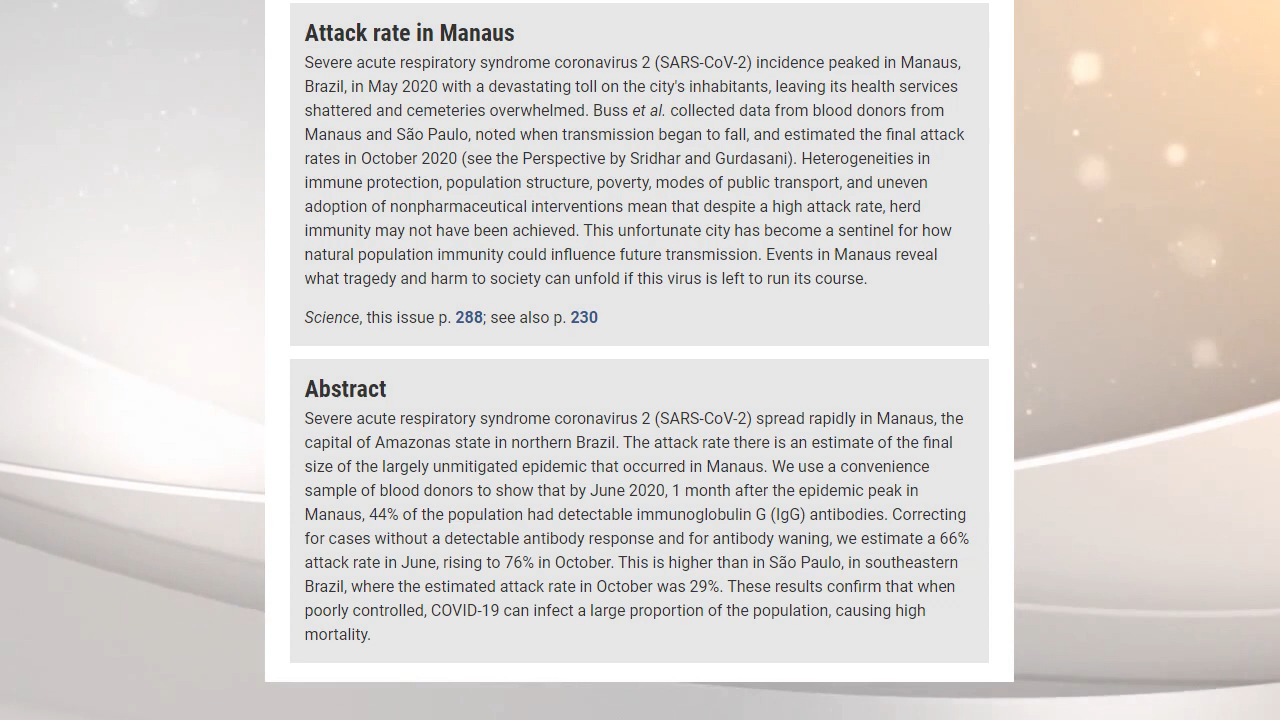 Attack rate in Manaus
Severe acute respiratory syndrome coronavirus 2 (SARS-CoV-2) incidence peaked in Manaus,
Brazil, in May 2020 with a devastating toll on the city's inhabitants, leaving its health services
shattered and cemeteries overwhelmed. Buss et al. collected data from blood donors from
Manaus and São Paulo, noted when transmission began to fall, and estimated the final attack
rates in October 2020 (see the Perspective by Sridhar and Gurdasani). Heterogeneities in
immune protection, population structure, poverty, modes of public transport, and uneven
adoption of nonpharmaceutical interventions mean that despite a high attack rate, herd
immunity may not have been achieved. This unfortunate city has become a sentinel for how
natural population immunity could influence future transmission. Events in Manaus reveal
what tragedy and harm to society can unfold if this virus is left to run its course.
Science, this issue p. 288; see also p. 230
Abstract
Severe acute respiratory syndrome coronavirus 2 (SARS-CoV-2) spread rapidly in Manaus, the
capital of Amazonas state in northern Brazil. The attack rate there is an estimate of the final
size of the largely unmitigated epidemic that occurred in Manaus. We use a convenience
sample of blood donors to show that by June 2020, 1 month after the epidemic peak in
Manaus, 44% of the population had detectable immunoglobulin G (IgG) antibodies. Correcting
for cases without a detectable antibody response and for antibody waning, we estimate a 66%
attack rate in June, rising to 76% in October. This is higher than in São Paulo, in southeastern
Brazil, where the estimated attack rate in October was 29%. These results confirm that when
poorly controlled, COVID-19 can infect a large proportion of the population, causing high
mortality.